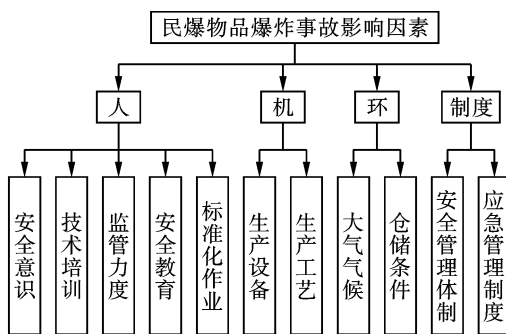 民爆物品爆炸事故影响因素
人
机
环
制度
安全意识
技术培训
监管力度
安全教育
标准化作业
生产设备
生产工艺
大气气候
仓储条件
安全管理体制
应急管理制度